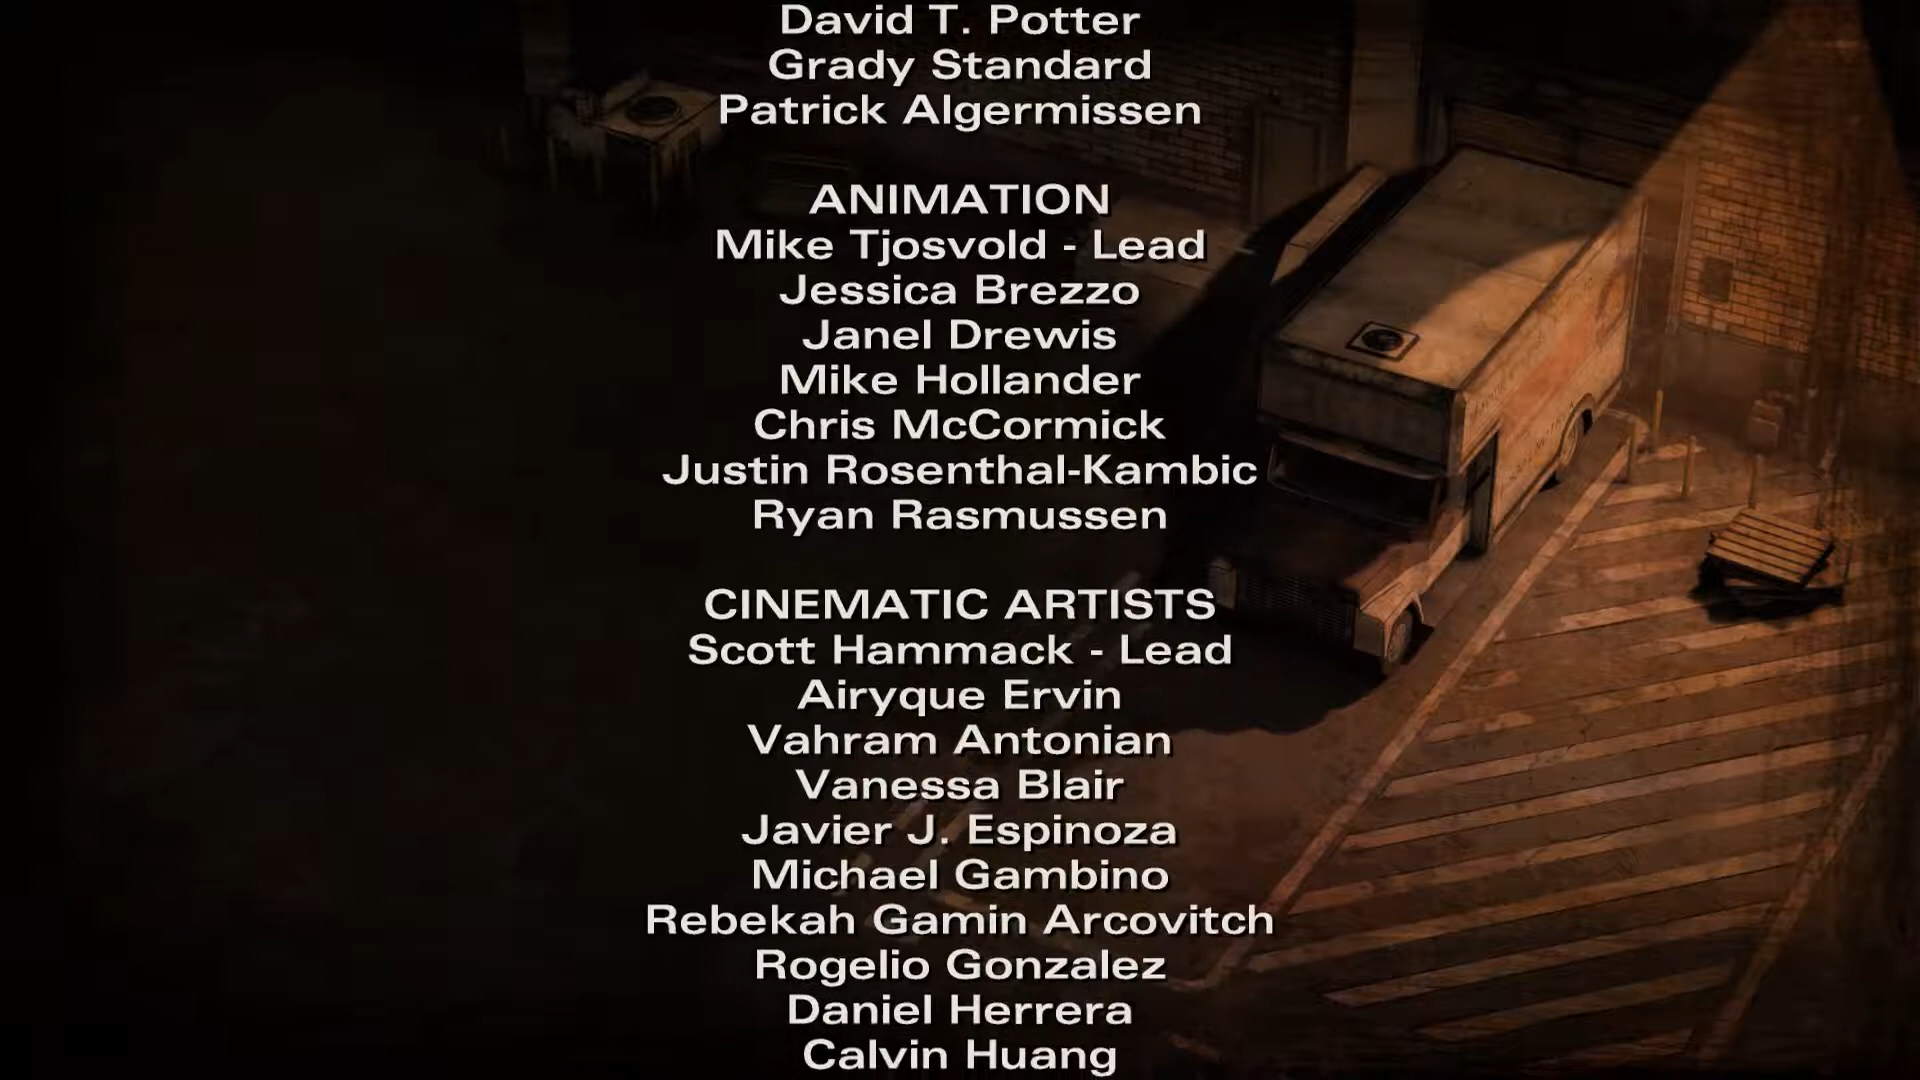 David T. Potter
Grady Standard
Patrick Algermissen
ANIMATION
Mike Tjosvold - Lead
Jessica Brezzo
Janel Drewis
Mike Hollander
Chris McCormick
Justin Rosenthal-Kambic
Ryan Rasmussen
CINEMATIC ARTISTS
Scott Hammack - Lead
Airyque Ervin
Vahram Antonian
Vanessa Blair
Javier J. Espinoza
Michael Gambino
Rebekah Gamin Arcovitch
Rogelio Gonzalez
Daniel Herrera
Calvin Huang